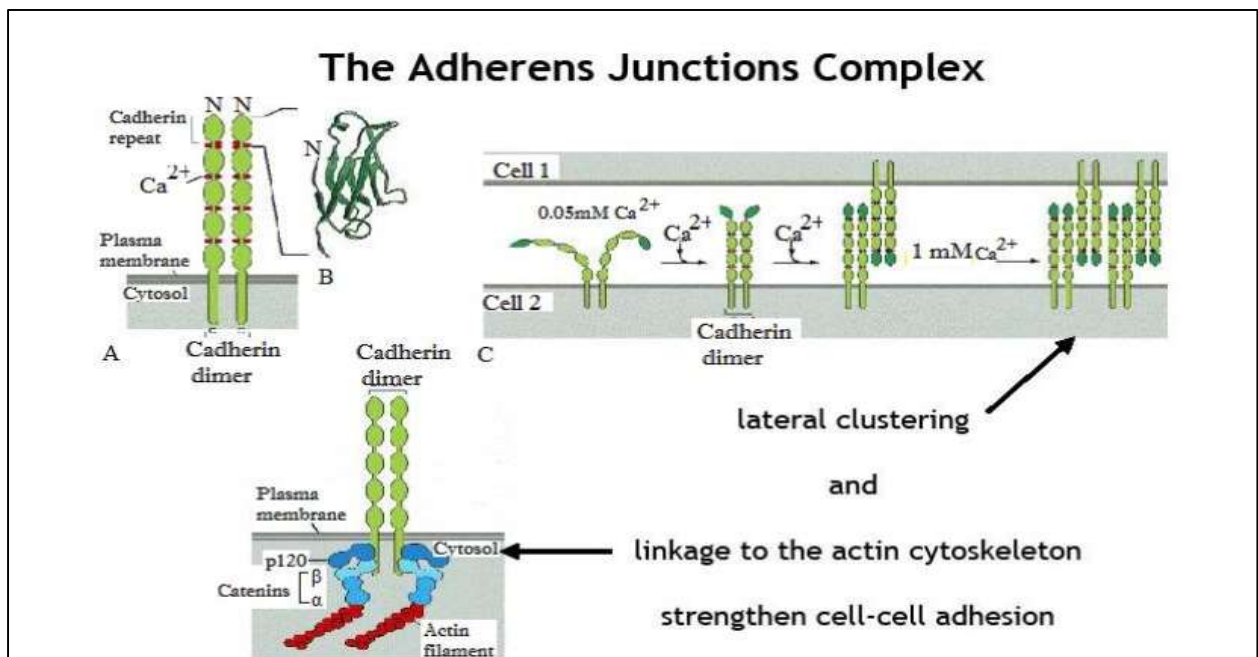 The Adherens Junctions Complex
N N
Cadherin
repeat
N
Ca2+
Plasma
membrane
Cytosol
B
A
Cadherin
dimer
Cell 1
0.05mM Ca2+
Ca2+
Ca2+
1 mM Ca2+
Cell 2
Cadherin
dimer
C
Cadherin
dimer
lateral clustering
and
linkage to the actin cytoskeleton
strengthen cell-cell adhesion
Plasma
membrane
Cytosol
p120
Catenins
β
α
Actin
filament